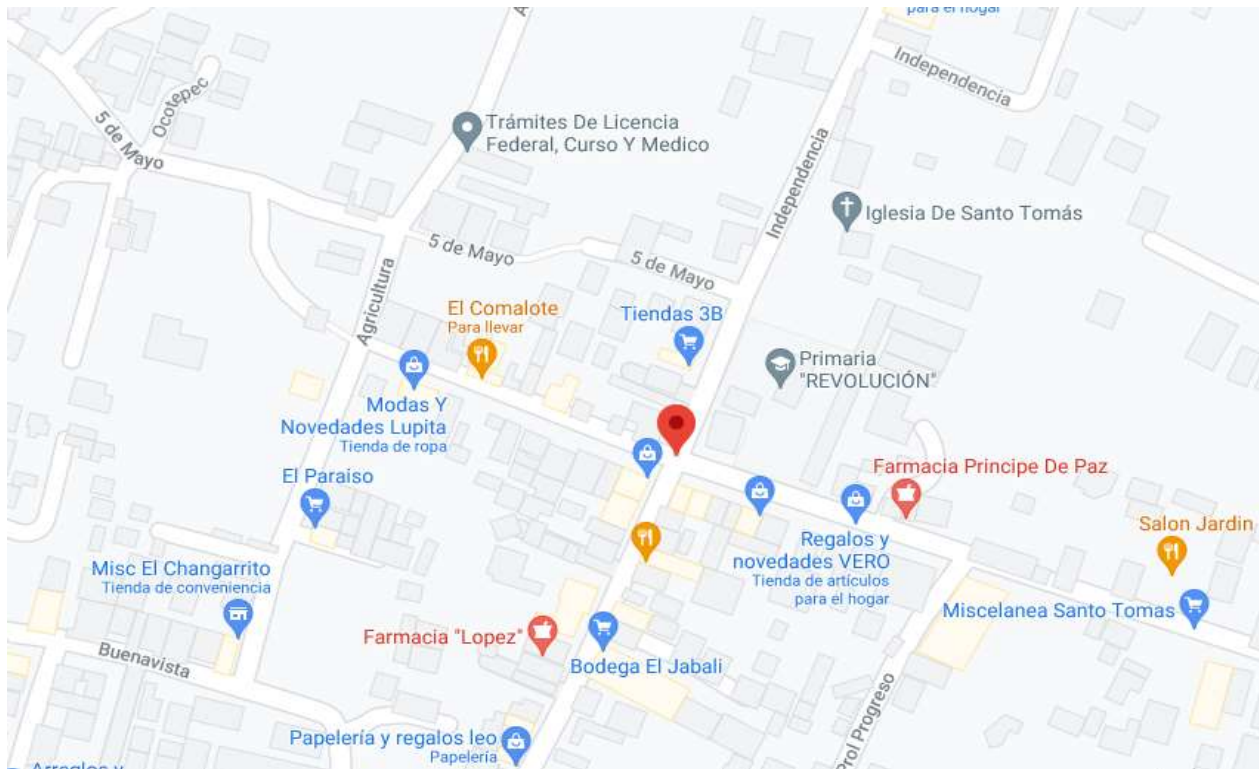 para el hogar
Independencia
Ocotepec
5 de Mayo
Trámites De Licencia
Federal, Curso Y Medico
Independencia
Iglesia De Santo Tomás
5 de Mayo
5 de Mayo
Agricultura
El Comalote
Para llevar
Tiendas 3B
Primaria
"REVOLUCIÓN"
Modas Y
Novedades Lupita
Tienda de ropa
El Paraiso
Farmacia Principe De Paz
Salon Jardin
Regalos y
novedades VERO
Tienda de artículos
para el hogar
Misc El Changarrito
Tienda de conveniencia
Miscelanea Santo Tomas
Farmacia "Lopez"
Buenavista
Bodega El Jabali
Prol Progreso
Papelería y regalos leo
Papelería
Arreglos y